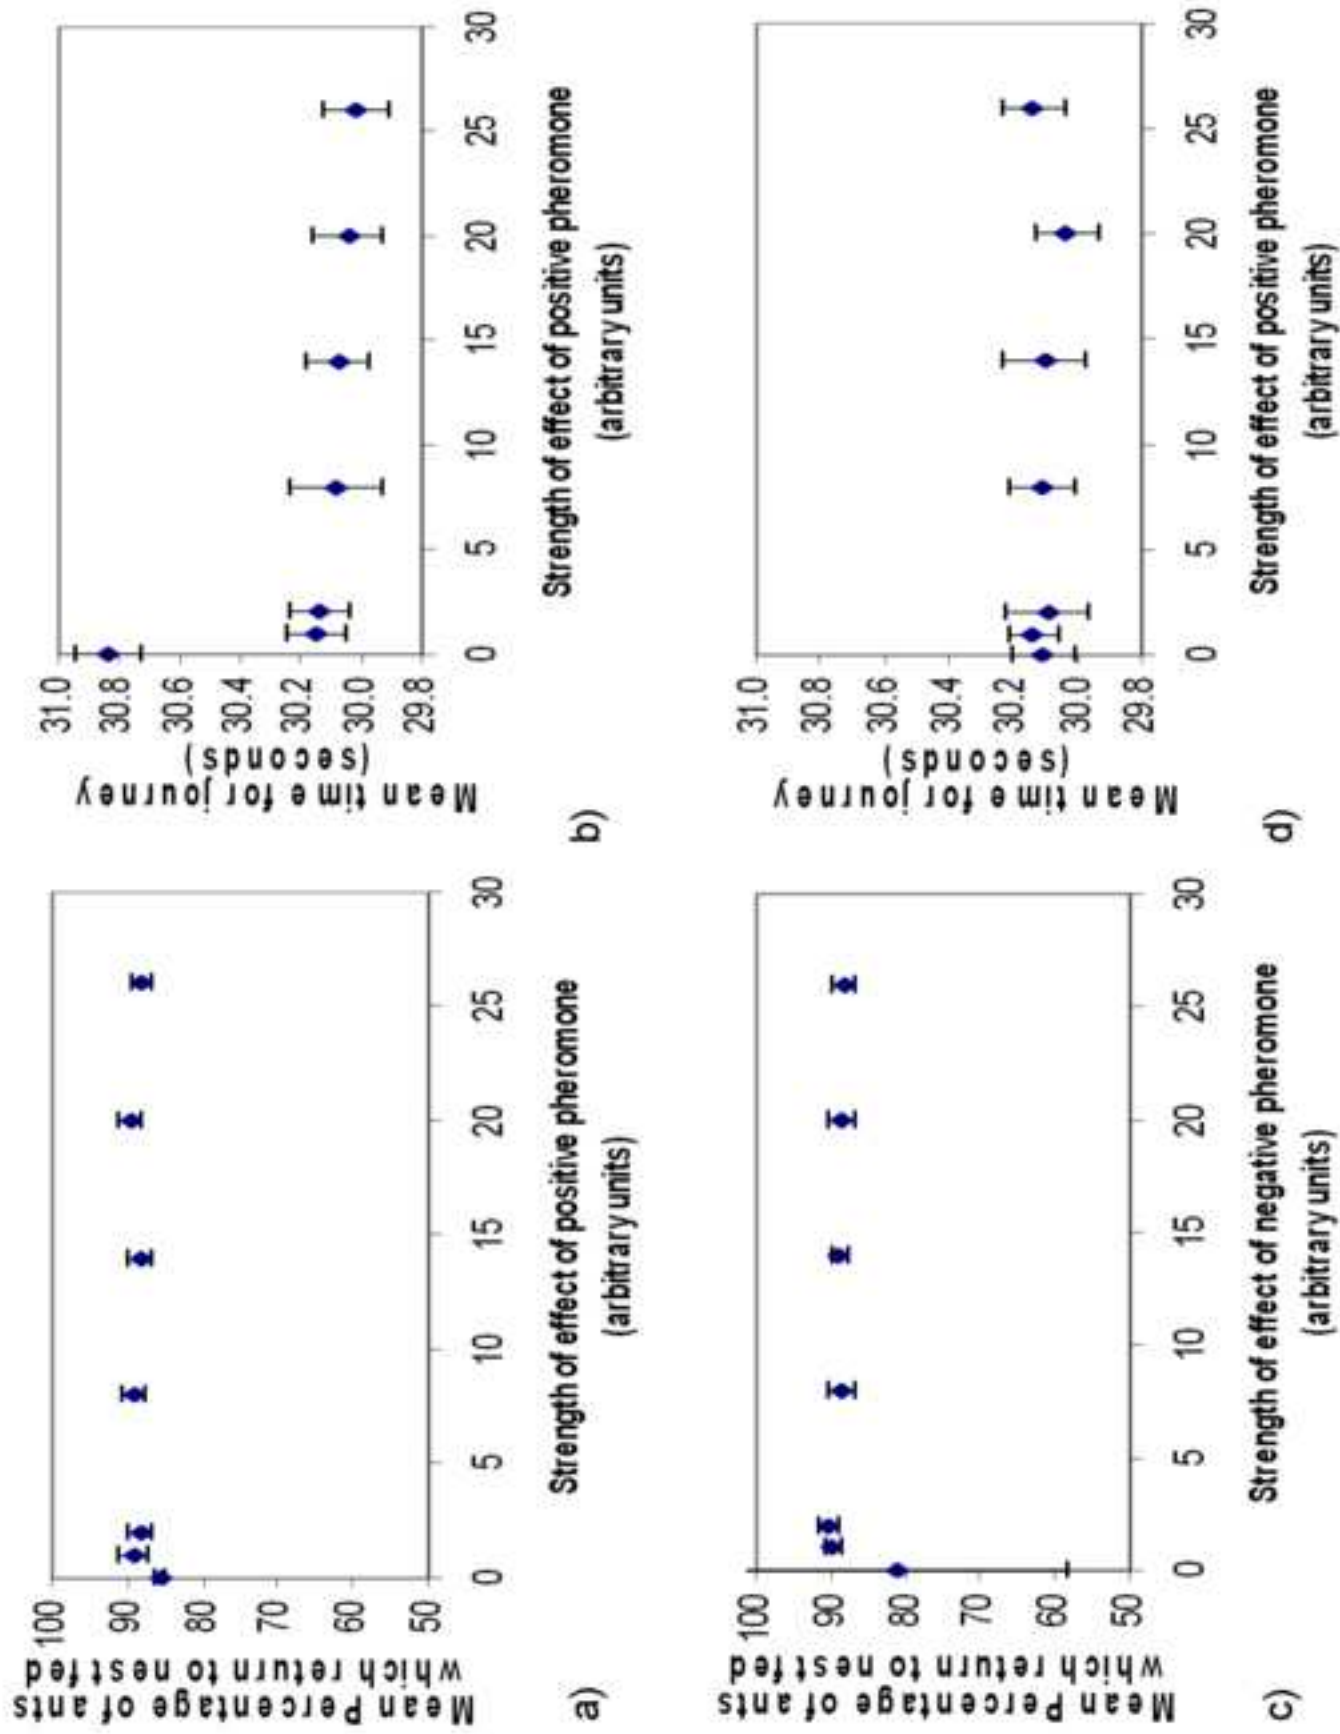 Mean Percentage of ants
which return to nest fed
100
90
80
70
60
50
0 5 10 15 20 25 30
Strength of effect of positive pheromone
(arbitrary units)
a)
Mean time for journey
(seconds)
31.0
30.8
30.6
30.4
30.2
30.0
29.8
0 5 10 15 20 25 30
Strength of effect of positive pheromone
(arbitrary units)
b)
Mean Percentage of ants
which return to nest fed
100
90
80
70
60
50
0 5 10 15 20 25 30
Strength of effect of negative pheromone
(arbitrary units)
c)
Mean time for journey
(seconds)
31.0
30.8
30.6
30.4
30.2
30.0
29.8
0 5 10 15 20 25 30
Strength of effect of positive pheromone
(arbitrary units)
d)